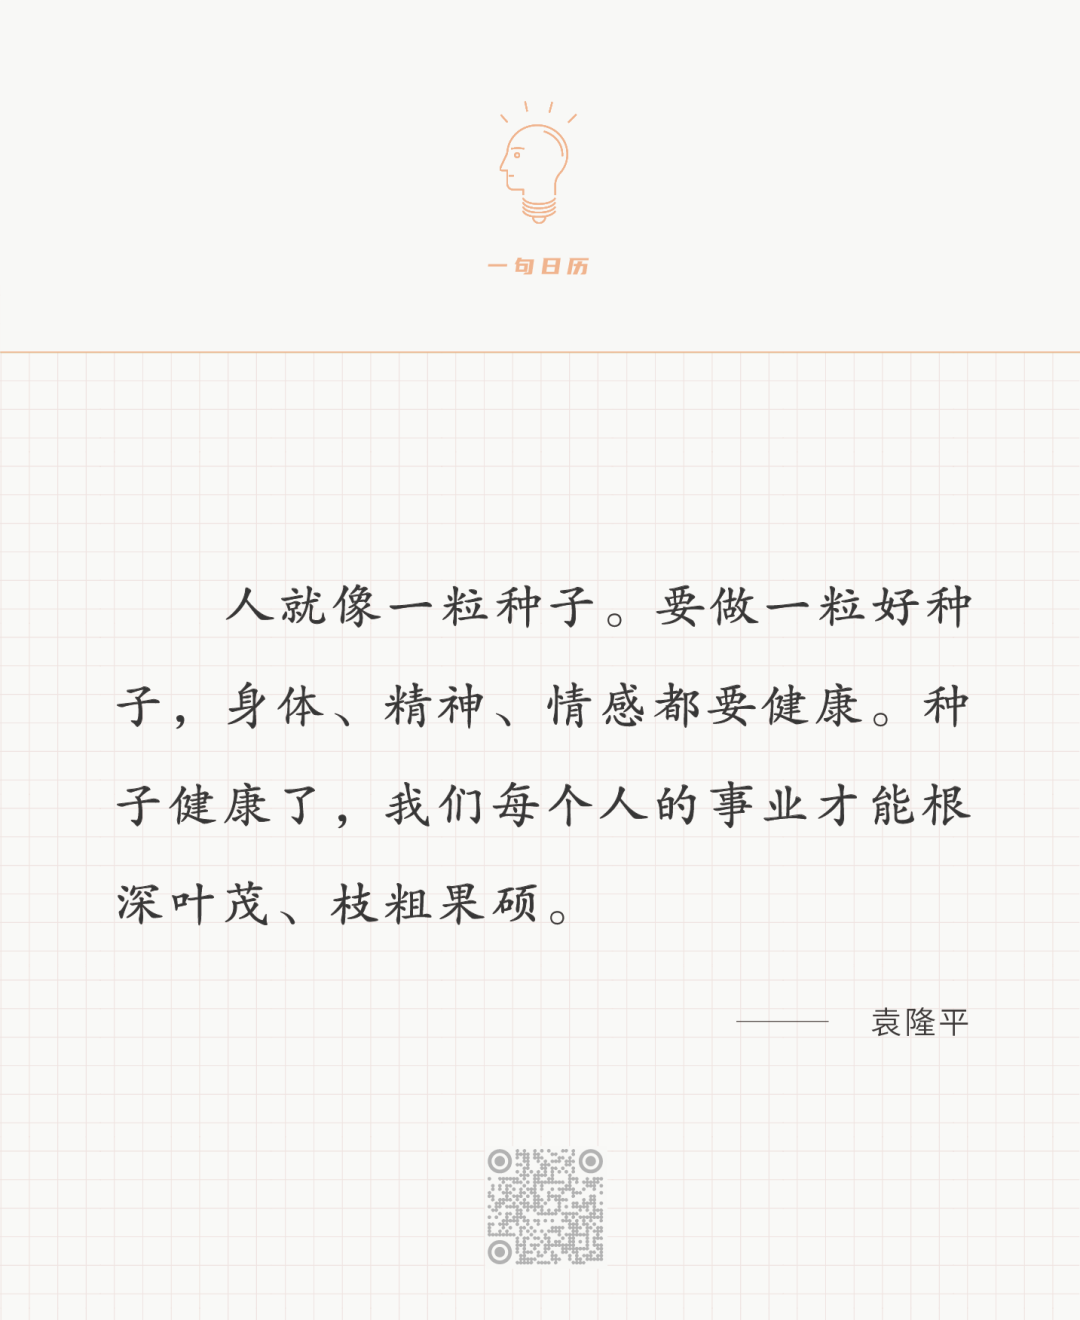 一句日历
人就像一粒种子。要做一粒好种
子，身体、精神、情感都要健康。种
子健康了，我们每个人的事业才能根
深叶茂、枝粗果硕。
—— 袁隆平